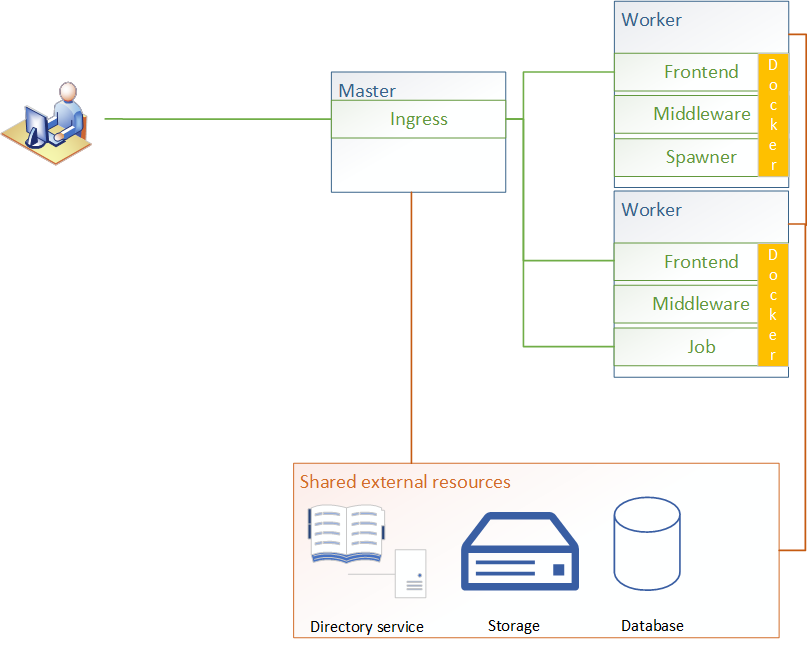 Worker
Frontend
Middleware
Spawner
Docker
Master
Ingress
Worker
Frontend
Middleware
Job
Docker
Shared external resources
Directory service
Storage
Database